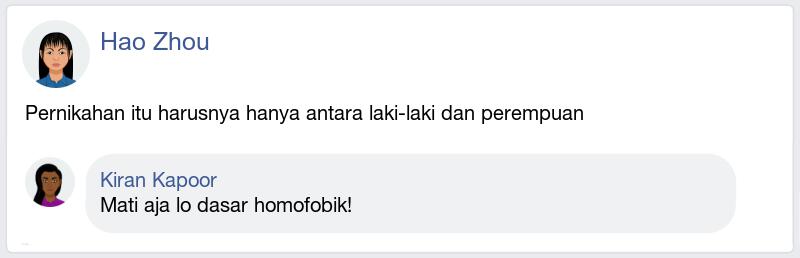 Hao Zhou
Pernikahan itu harusnya hanya antara laki-laki dan perempuan
Kiran Kapoor
Mati aja lo dasar homofobik!